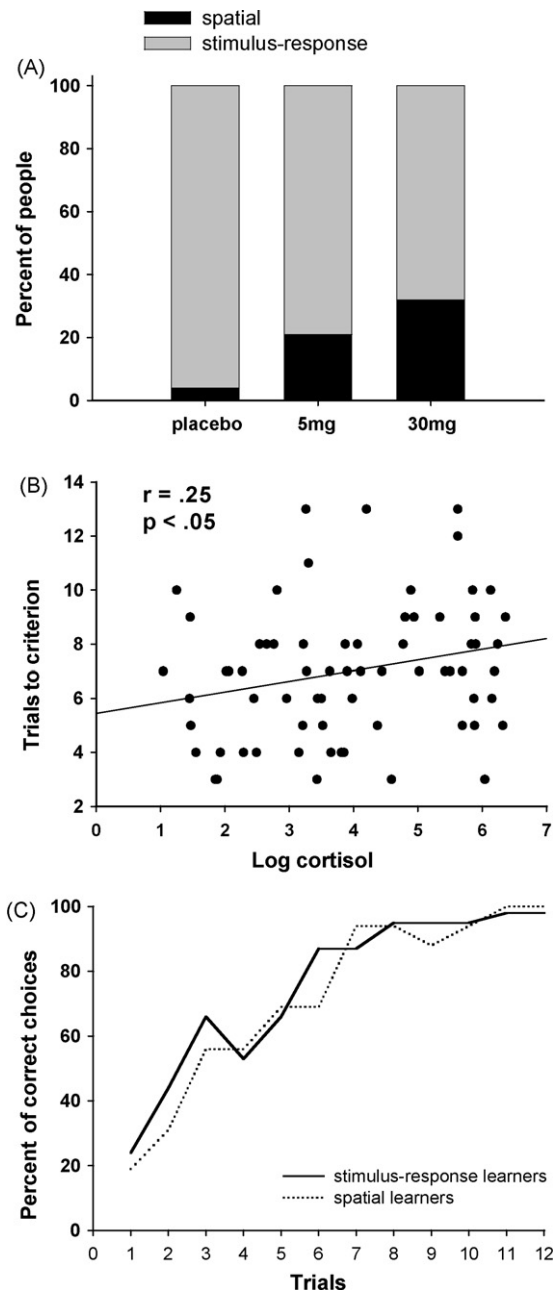 spatial
stimulus-response
(A)
100
80
60
40
20
0
Percent of people
placebo 5mg 30mg
(B)
14
12
10
8
6
4
2
r = .25
p < .05
Trials to criterion
0 1 2 3 4 5 6 7
Log cortisol
(C)
100
80
60
40
20
0
Percent of correct choices
stimulus-response learners
spatial learners
0 1 2 3 4 5 6 7 8 9 10 11 12
Trials